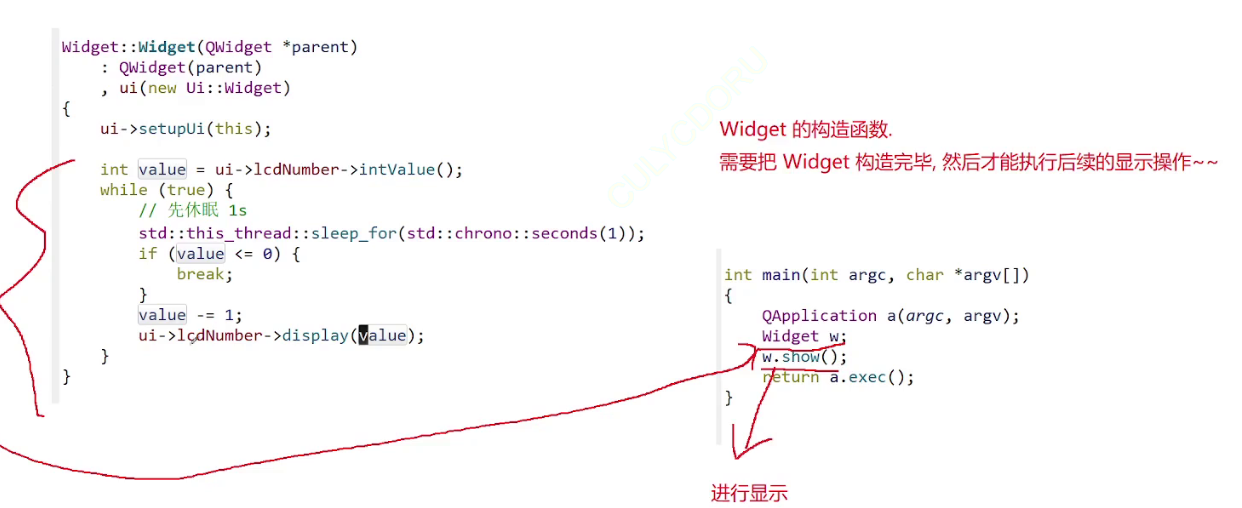 Widget::Widget(QWidget *parent)
: QWidget(parent)
, ui(new Ui::Widget)
{
ui->setupUi(this);
int value = ui->lcdNumber->intValue();
while (true) {
// 先休眠 1s
std::this_thread::sleep_for(std::chrono::seconds(1));
if (value <= 0) {
break;
}
value -= 1;
ui->lcdNumber->display(value);
}
}
Widget 的构造函数.
需要把 Widget 构造完毕, 然后才能执行后续的显示操作~~
int main(int argc, char *argv[])
{
QApplication a(argc, argv);
Widget w;
w.show();
return a.exec();
}
进行显示